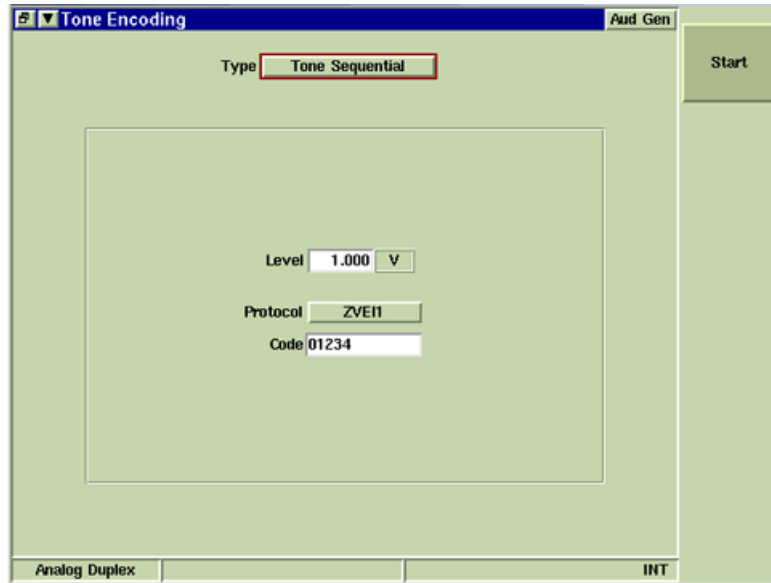 Tone Encoding Aud Gen
Type Tone Sequential
Start
Level 1.000 V
Protocol ZVEI1
Code 01234
Analog Duplex INT